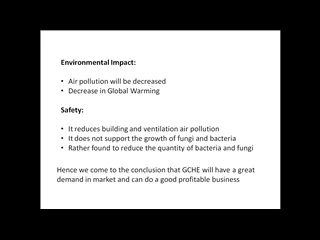 Environmental Impact:
• Air pollution will be decreased
• Decrease in Global Warming
Safety:
• It reduces building and ventilation air pollution
• It does not support the growth of fungi and bacteria
• Rather found to reduce the quantity of bacteria and fungi
Hence we come to the conclusion that GCHE will have a great
demand in market and can do a good profitable business